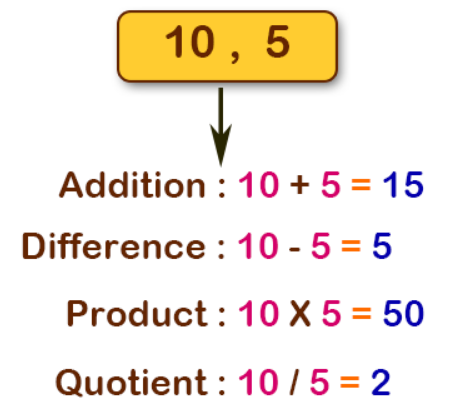 10 , 5
Addition : 10 + 5 = 15
Difference : 10 - 5 = 5
Product : 10 X 5 = 50
Quotient : 10 / 5 = 2